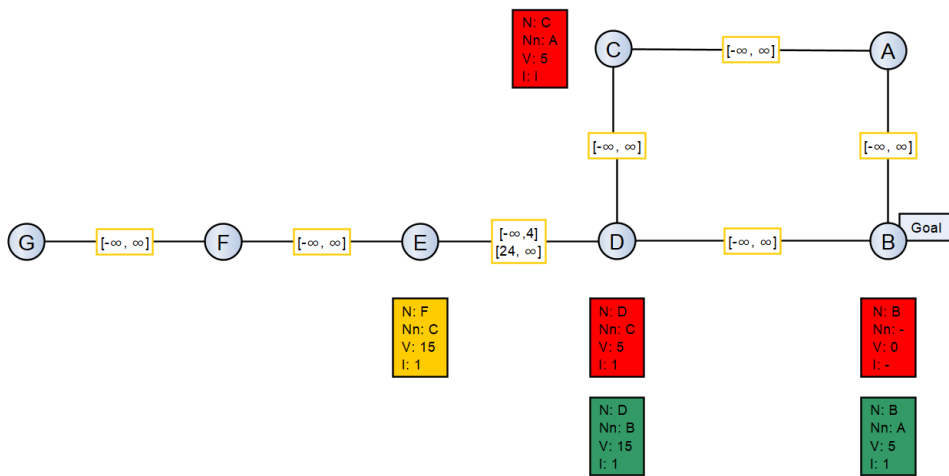 N: C
Nn: A
V: 5
I: i
C
[-∞, ∞]
A
[-∞, ∞]
[-∞, ∞]
G
[-∞, ∞]
F
[-∞, ∞]
E
[-∞,4]
[24, ∞]
D
[-∞, ∞]
B
Goal
N: F
Nn: C
V: 15
I: 1
N: D
Nn: C
V: 5
I: 1
N: B
Nn: -
V: 0
I: -
N: D
Nn: B
V: 15
I: 1
N: B
Nn: A
V: 5
I: 1